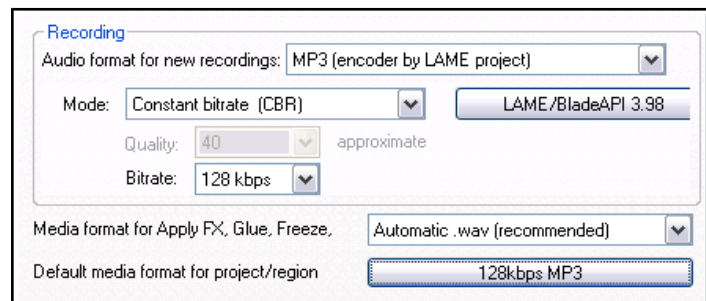 Recording
Audio format for new recordings: MP3 (encoder by LAME project)
Mode: Constant bitrate (CBR) LAME/BladeAPI 3.98
Quality: 40 approximate
Bitrate: 128 kbps
Media format for Apply FX, Glue, Freeze, Automatic .wav (recommended)
Default media format for project/region 128kbps MP3